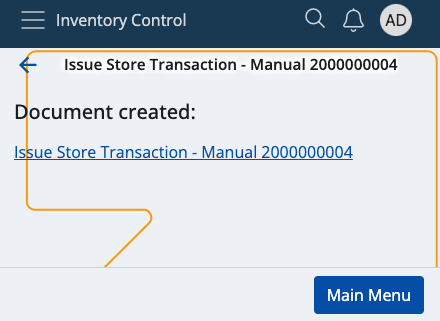 Inventory Control
AD
Issue Store Transaction - Manual 2000000004
Document created:
Issue Store Transaction - Manual 2000000004
Main Menu